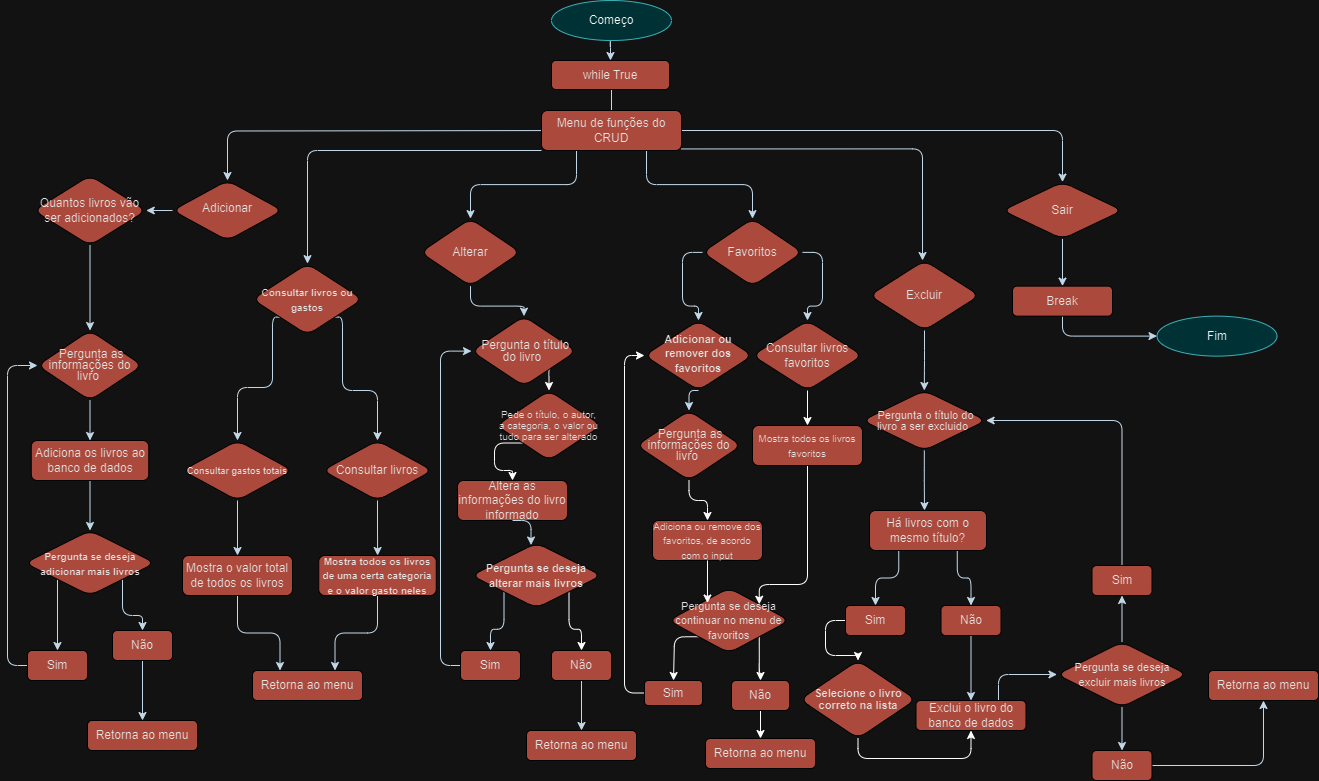 Começo
while True
Menu de funções do
CRUD
Quantos livros vão
ser adicionados?
Adicionar
Pergunta as
informações do
livro
Adiciona os livros ao
banco de dados
Pergunta se deseja
adicionar mais livros
Sim
Não
Retorna ao menu
Consultar livros ou
gastos
Consultar gastos totais
Consultar livros
Mostra o valor total
de todos os livros
Mostra todos os livros
de uma certa categoria
e o valor gasto neles
Retorna ao menu
Alterar
Pergunta o título
do livro
Pede o título, o autor,
a categoria, o valor ou
tudo para ser alterado
Altera as
informações do livro
informado
Pergunta se deseja
alterar mais livros
Sim
Não
Retorna ao menu
Favoritos
Adicionar ou
remover dos
favoritos
Consultar livros
favoritos
Pergunta as
informações do
livro
Mostra todos os livros
favoritos
Adiciona ou remove dos
favoritos, de acordo
com o input
Pergunta se deseja
continuar no menu de
favoritos
Sim
Não
Retorna ao menu
Excluir
Pergunta o título do
livro a ser excluido
Há livros com o
mesmo título?
Sim
Não
Selecione o livro
correto na lista
Exclui o livro do
banco de dados
Pergunta se deseja
excluir mais livros
Sim
Não
Retorna ao menu
Sair
Break
Fim